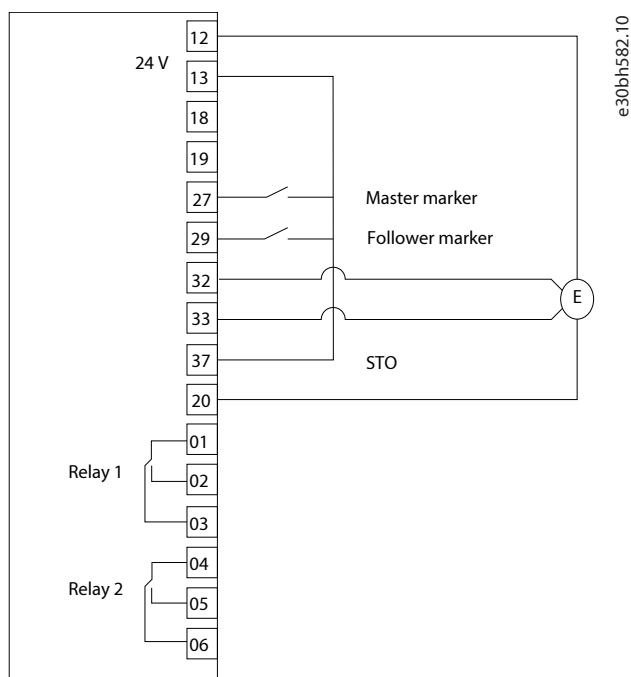 12
24 V
13
18
19
27
Master marker
29
Follower marker
32
E
33
37
STO
20
01
Relay 1
02
03
04
Relay 2
05
06
e30bh582.10